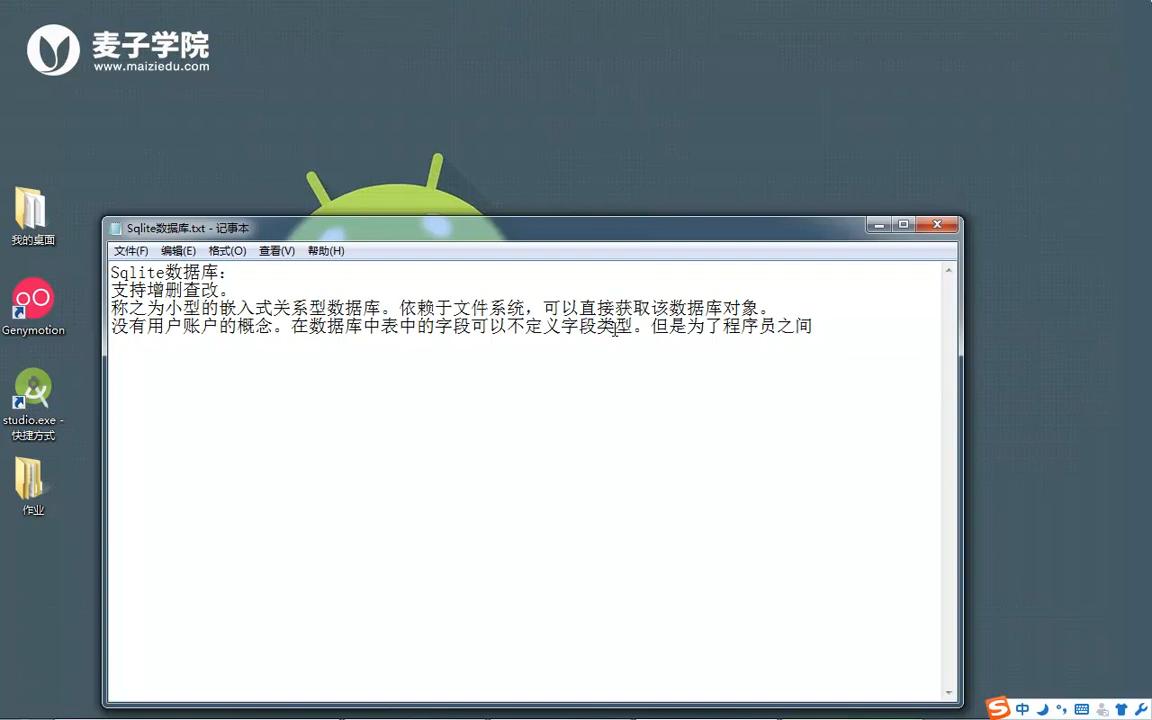 麦子学院
www.maiziedu.com
我的桌面
Genymotion
studio.exe -
快捷方式
作业
Sqlite数据库.txt - 记事本
文件(F) 编辑(E) 格式(O) 查看(V) 帮助(H)
Sqlite数据库:
支持增删查改。
称之为小型的嵌入式关系型数据库。依赖于文件系统，可以直接获取该数据库对象。
没有用户账户的概念。在数据库中表中的字段可以不定义字段类型。但是为了程序员之间
中